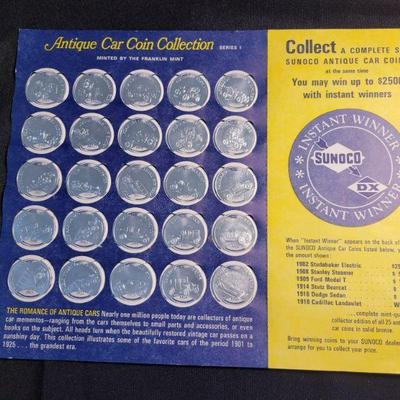 Antique Car Coin Collection SERIES 1
MINTED BY THE FRANKLIN MINT
THE ROMANCE OF ANTIQUE CARS Nearly one million people today are collectors of antique
car mementos—ranging from the cars themselves to small parts and accessories, or even
books on the subject. All heads turn when the beautifully restored vintage car passes on a
sunshiny day. This collection illustrates some of the favorite cars of the period 1901 to
1925 . . . the grandest era.
Collect A COMPLETE S
SUNOCO ANTIQUE CAR COIN
at the same time
You may win up to $2500
with instant winners
INSTANT WINNER
SUNOCO
DX
INSTANT WINNER
When "Instant Winner" appears on the back of
the SUNOCO Antique Car Coins listed below, you
the amount shown:
1902 Studebaker Electric
1908 Stanley Steamer
1909 Ford Model T
1914 Stutz Bearcat
1916 Dodge Sedan
1918 Cadillac Landaulet
. . . complete mint-qua
collector edition of all 25 ant
car coins in solid bronze.
Bring winning coins to your SUNOCO dealer
arrange for you to collect your prize.